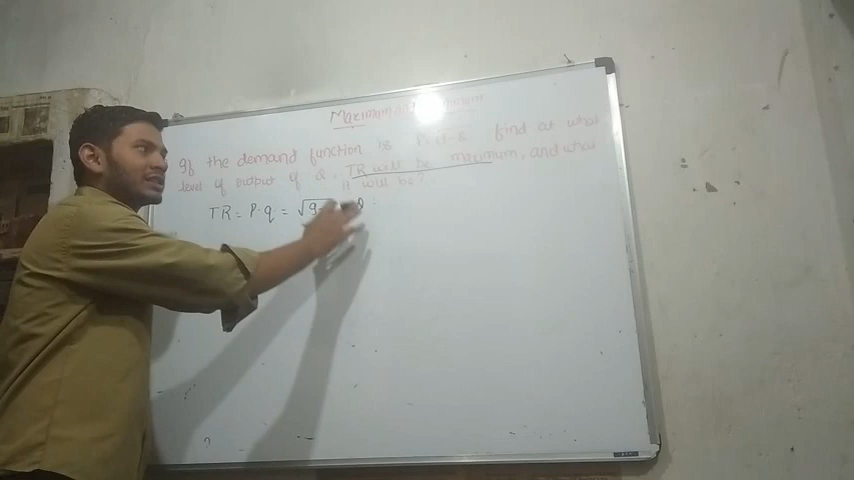 Maximum
If the demand function is find at what
level of output of Q. TR will be maximum, and what
it will be?
TR = P.q = √9